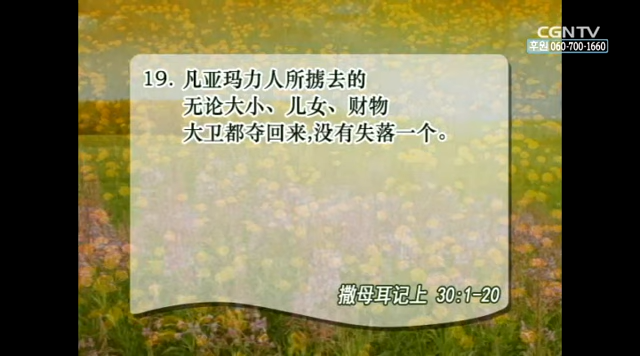 CGNTV
후원 060-700-1660
19. 凡亚玛力人所掳去的
无论大小、儿女、财物
大卫都夺回来,没有失落一个。
撒母耳记上 30:1-20